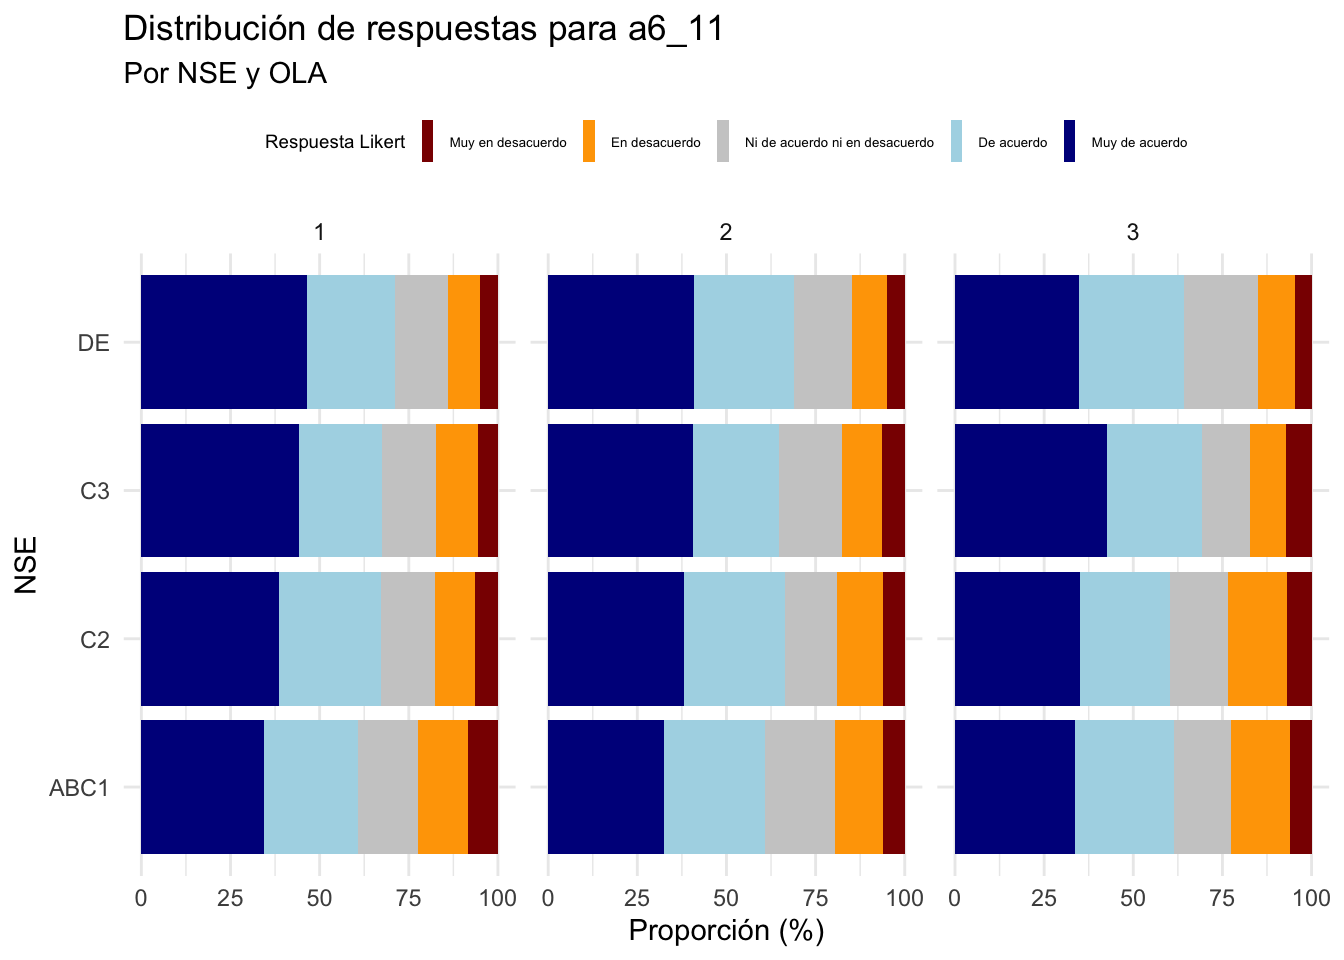 Distribución de respuestas para a6_11
Por NSE y OLA
Respuesta Likert Muy en desacuerdo En desacuerdo Ni de acuerdo ni en desacuerdo De acuerdo Muy de acuerdo
1 2 3
DE
C3
C2
ABC1
NSE
0 25 50 75 100 0 25 50 75 100 0 25 50 75 100
Proporción (%)